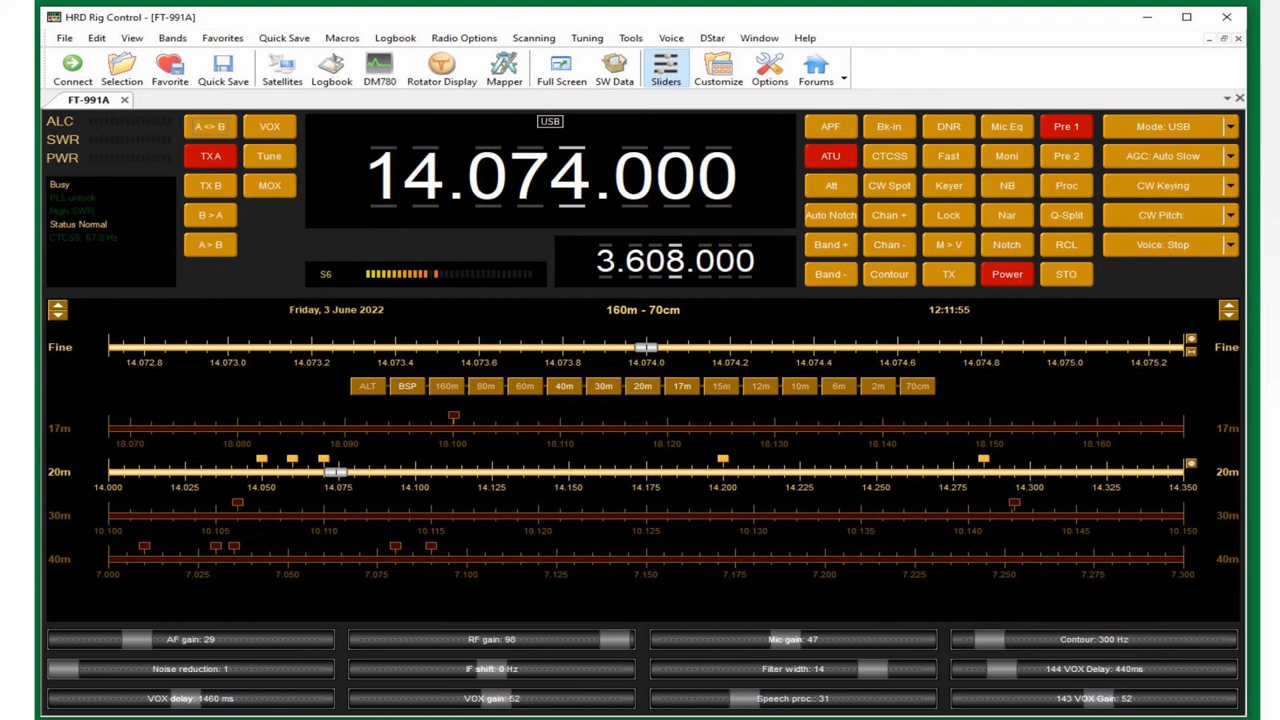 HRD Rig Control - [FT-991A]
File Edit View Bands Favorites Quick Save Macros Logbook Radio Options Scanning Tuning Tools Voice DStar Window Help
Connect Selection Favorite Quick Save Satellites Logbook DM780 Rotator Display Mapper Full Screen SW Data Sliders Customize Options Forums
FT-991A
ALC A <> B VOX USB APF Bk-in DNR Mic Eq Pre 1 Mode: USB
SWR
PWR TX A Tune 14.074.000 ATU CTCSS Fast Moni Pre 2 AGC: Auto Slow
Busy TX B MOX Att CW Spot Keyer NB Proc CW Keying
PLL unlock
High SWR B > A Auto Notch Chan + Lock Nar Q-Split CW Pitch:
Status Normal
CTCSS: 67.0 Hz A > B 3.608.000 Band + Chan - M > V Notch RCL Voice: Stop
S6 Band - Contour TX Power STO
Friday, 3 June 2022 160m - 70cm 12:11:55
Fine Fine
14.072.8 14.073.0 14.073.2 14.073.4 14.073.6 14.073.8 14.074.0 14.074.2 14.074.4 14.074.6 14.074.8 14.075.0 14.075.2
ALT BSP 160m 80m 60m 40m 30m 20m 17m 15m 12m 10m 6m 2m 70cm
17m 17m
18.070 18.080 18.090 18.100 18.110 18.120 18.130 18.140 18.150 18.160
20m 20m
14.000 14.025 14.050 14.075 14.100 14.125 14.150 14.175 14.200 14.225 14.250 14.275 14.300 14.325 14.350
30m 30m
10.100 10.105 10.110 10.115 10.120 10.125 10.130 10.135 10.140 10.145 10.150
40m 40m
7.000 7.025 7.050 7.075 7.100 7.125 7.150 7.175 7.200 7.225 7.250 7.275 7.300
AF gain: 29 RF gain: 98 Mic gain: 47 Contour: 300 Hz
Noise reduction: 1 IF shift: 0 Hz Filter width: 14 144 VOX Delay: 440ms
VOX delay: 1460 ms VOX gain: 52 Speech proc.: 31 143 VOX Gain: 52